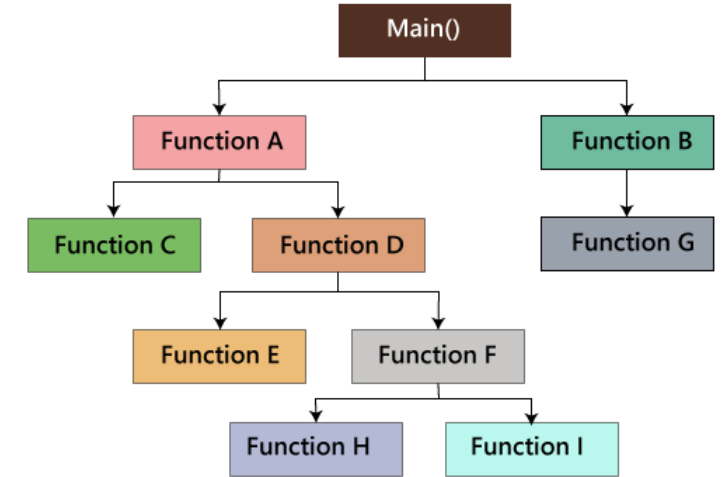 Main()
Function A
Function B
Function C
Function D
Function G
Function E
Function F
Function H
Function I